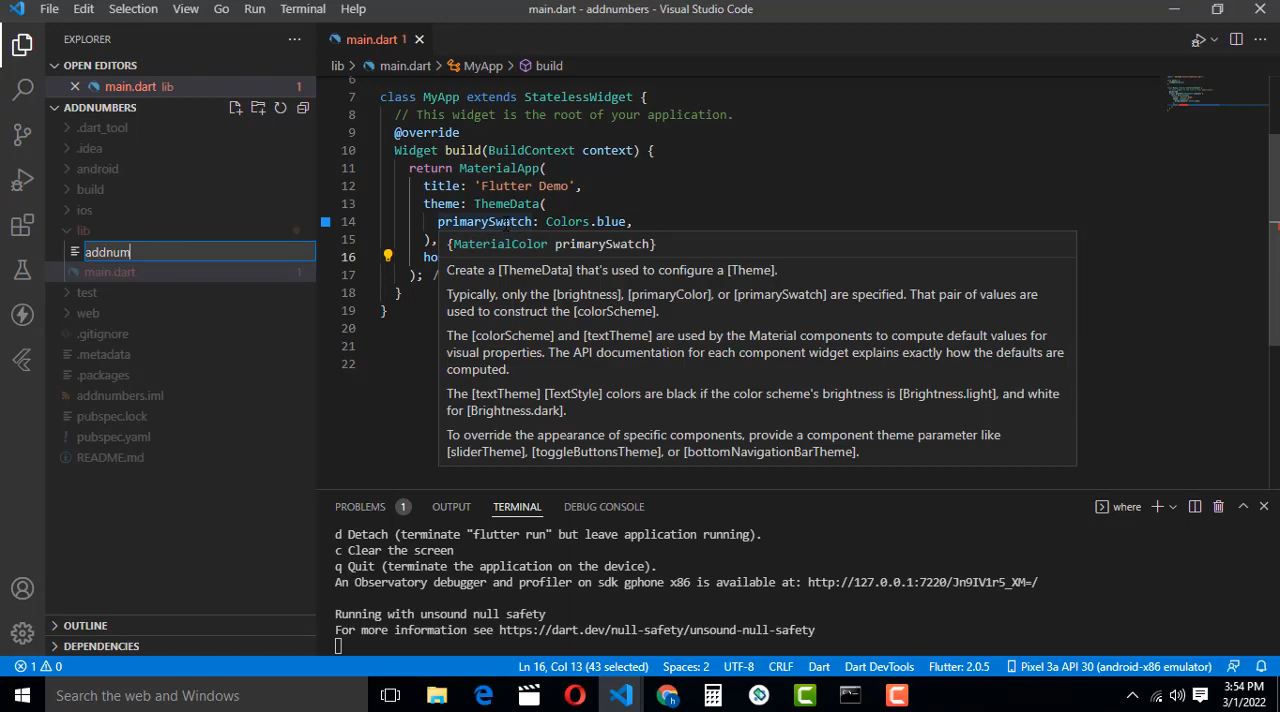 File Edit Selection View Go Run Terminal Help main.dart - addnumbers - Visual Studio Code
EXPLORER
OPEN EDITORS
main.dart lib 1
ADDNUMBERS
.dart_tool
.idea
android
build
ios
lib
addnum
main.dart 1
test
web
.gitignore
.metadata
.packages
addnumbers.iml
pubspec.lock
pubspec.yaml
README.md
OUTLINE
DEPENDENCIES
main.dart 1
lib > main.dart > MyApp > build
6
7 class MyApp extends StatelessWidget {
8 // This widget is the root of your application.
9 @override
10 Widget build(BuildContext context) {
11 return MaterialApp(
12 title: 'Flutter Demo',
13 theme: ThemeData(
14 primarySwatch: Colors.blue,
15 ),
16 ho
17 ); /
18 }
19 }
20
21
22
{MaterialColor primarySwatch}
Create a [ThemeData] that's used to configure a [Theme].
Typically, only the [brightness], [primaryColor], or [primarySwatch] are specified. That pair of values are
used to construct the [colorScheme].
The [colorScheme] and [textTheme] are used by the Material components to compute default values for
visual properties. The API documentation for each component widget explains exactly how the defaults are
computed.
The [textTheme] [TextStyle] colors are black if the color scheme's brightness is [Brightness.light], and white
for [Brightness.dark].
To override the appearance of specific components, provide a component theme parameter like
[sliderTheme], [toggleButtonsTheme], or [bottomNavigationBarTheme].
PROBLEMS 1 OUTPUT TERMINAL DEBUG CONSOLE where
d Detach (terminate "flutter run" but leave application running).
c Clear the screen
q Quit (terminate the application on the device).
An Observatory debugger and profiler on sdk gphone x86 is available at: http://127.0.0.1:7220/Jn9IV1r5_XM=/
Running with unsound null safety
For more information see https://dart.dev/null-safety/unsound-null-safety
1 0 Ln 16, Col 13 (43 selected) Spaces: 2 UTF-8 CRLF Dart Dart DevTools Flutter: 2.0.5 Pixel 3a API 30 (android-x86 emulator)
Search the web and Windows
3:54 PM
3/1/2022